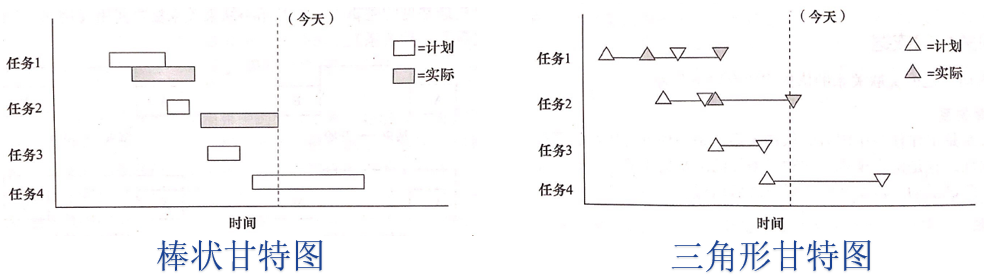 （今天）
=计划
=实际
任务1
任务2
任务3
任务4
时间
棒状甘特图
（今天）
=计划
=实际
任务1
任务2
任务3
任务4
时间
三角形甘特图